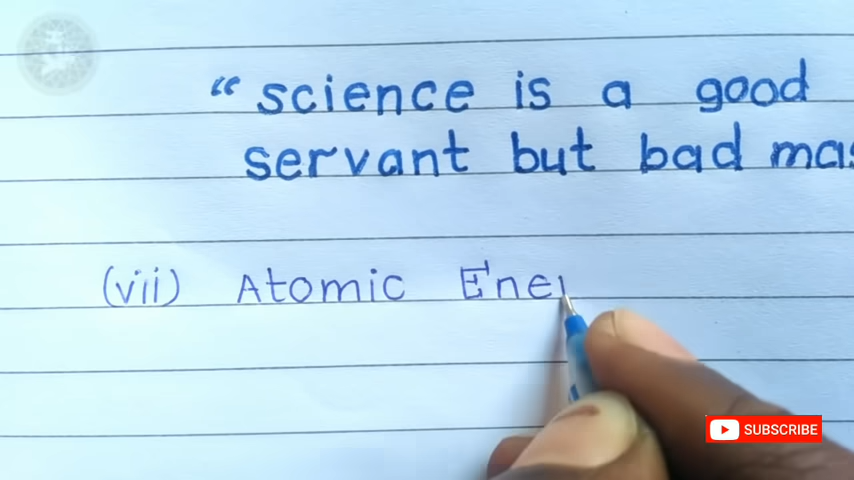 “ science is a good
servant but bad mas
(vii) Atomic Ene
SUBSCRIBE